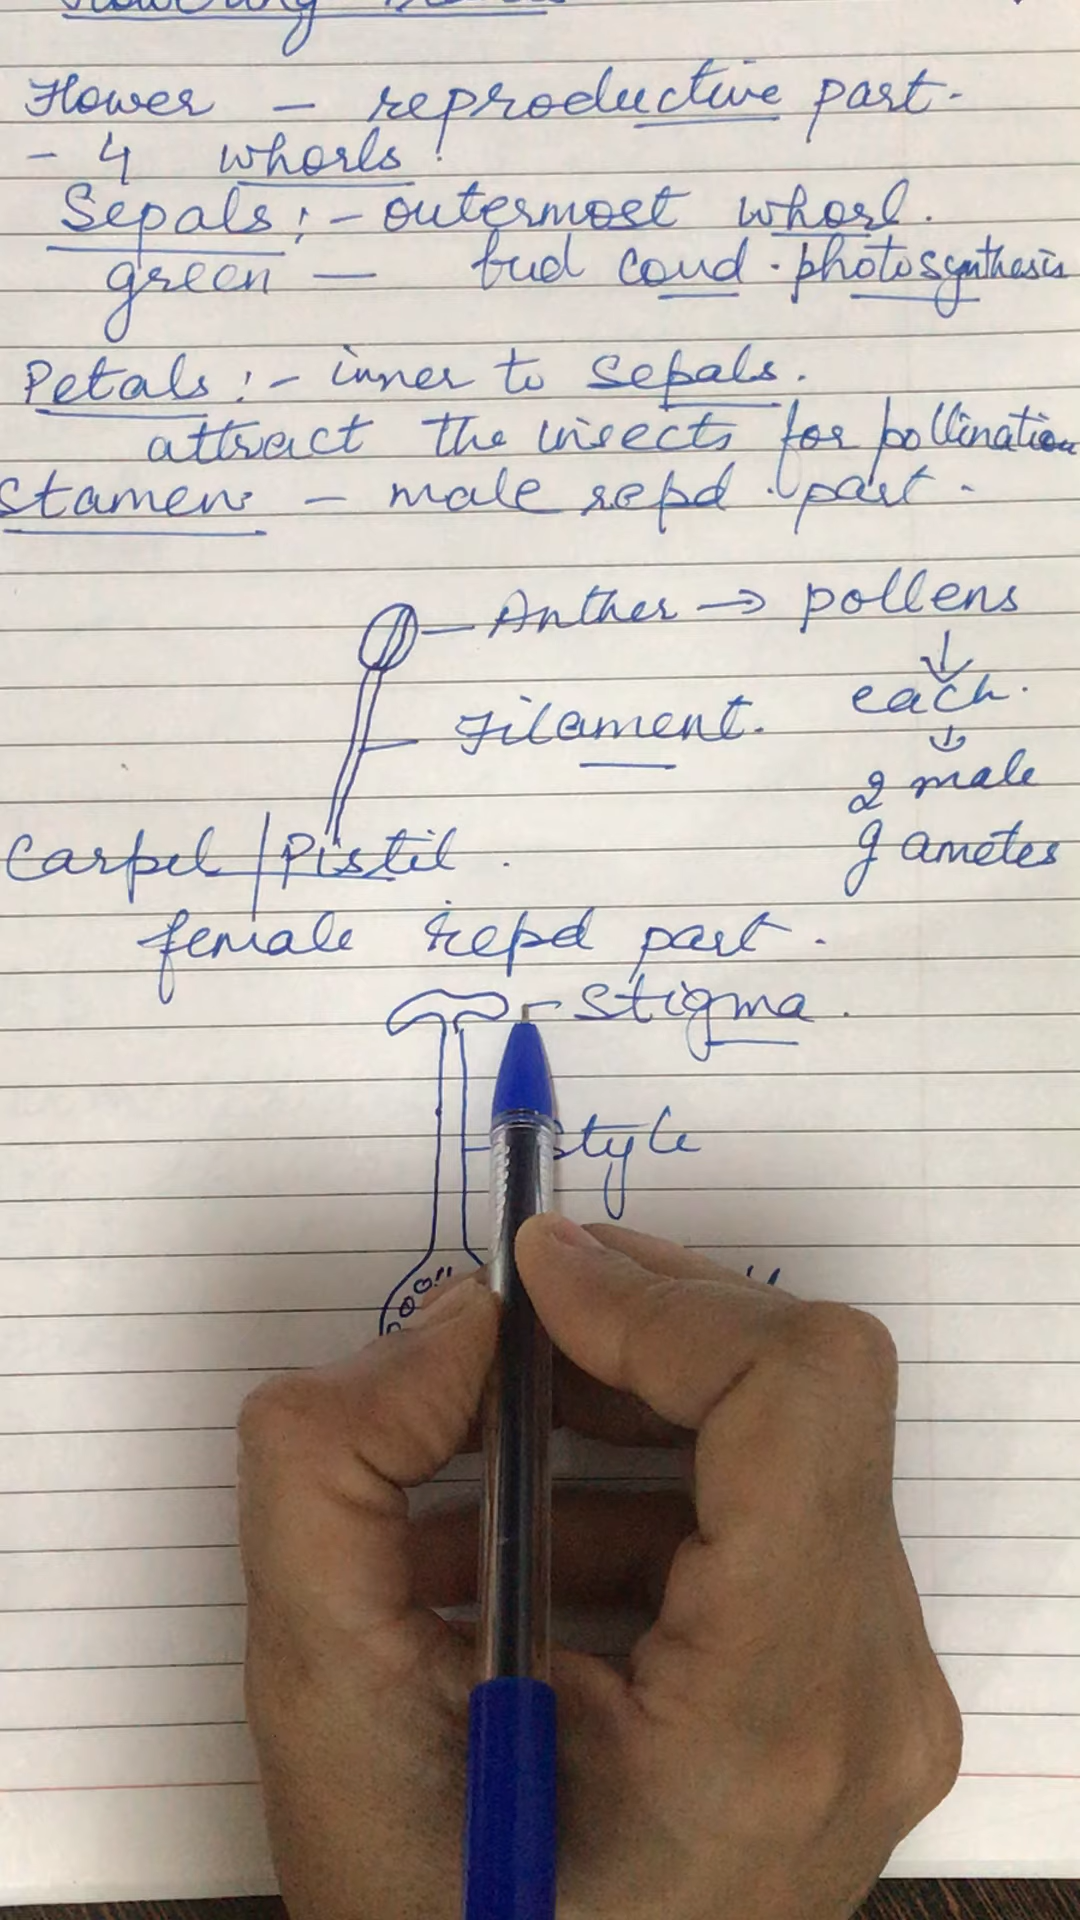 Flower - reproductive part.
- 4 whorls :
Sepals :- outermost whorl.
green - bud cond. photosynthesis
Petals :- inner to sepals.
attract the insects for pollination
Stamen - male repd. part.
Anther → pollens
↓
Filament. each.
↓
2 male
gametes
Carpel / Pistil.
female repd part.
Stigma.
Style